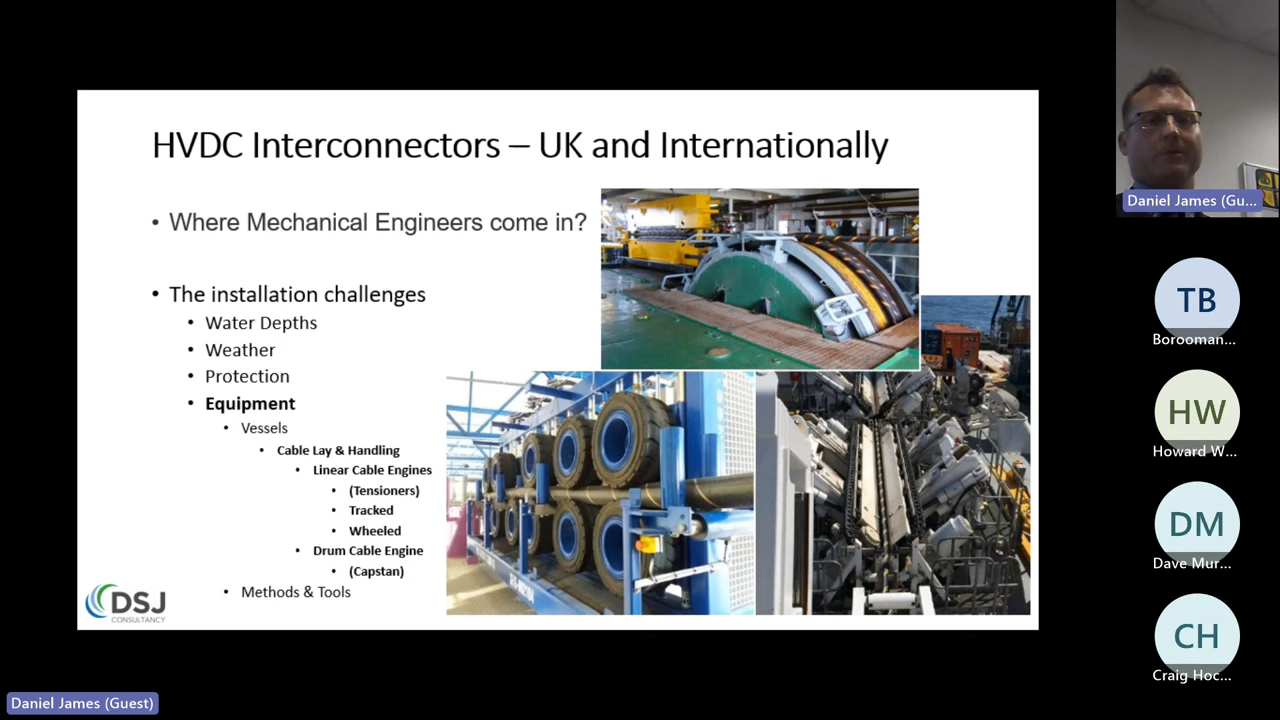 HVDC Interconnectors – UK and Internationally
• Where Mechanical Engineers come in?
• The installation challenges
• Water Depths
• Weather
• Protection
• Equipment
• Vessels
• Cable Lay & Handling
• Linear Cable Engines
• (Tensioners)
• Tracked
• Wheeled
• Drum Cable Engine
• (Capstan)
• Methods & Tools
DSJ
CONSULTANCY
Daniel James (Gu...
TB
Borooman...
HW
Howard W...
DM
Dave Mur...
CH
Craig Hoc...
Daniel James (Guest)